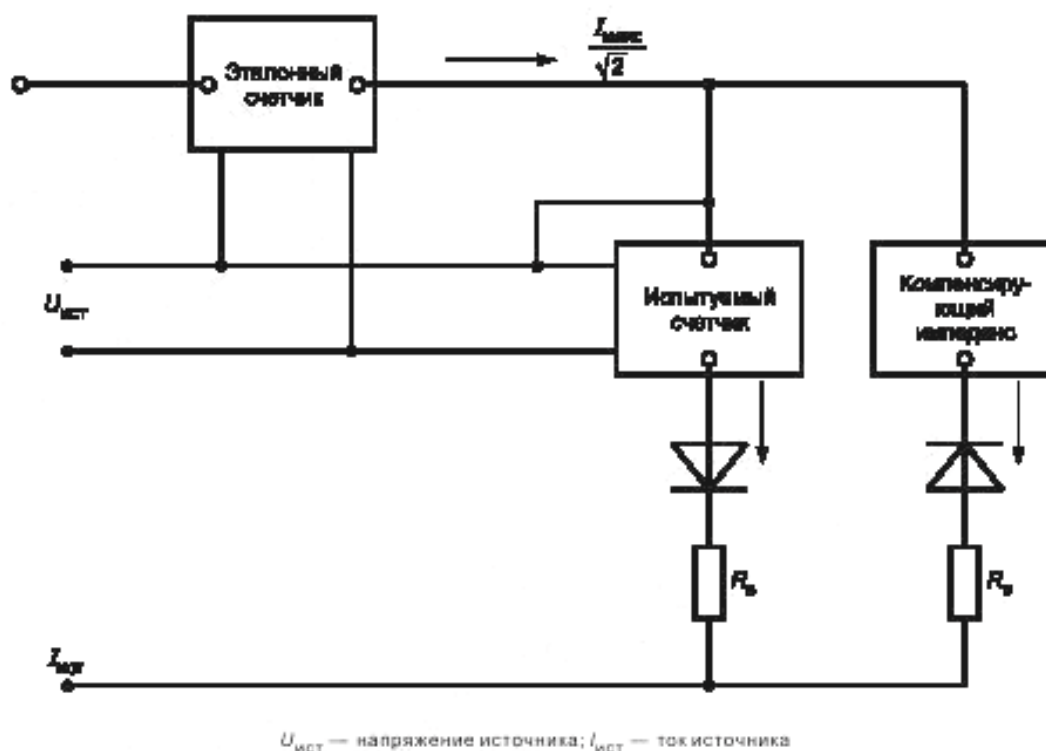 Эталонный
счетчик
Iмакс
√2
Uист
Испытуемый
счетчик
Компенсиру-
ющий
импеданс
Rв
Rв
Iист
Uист — напряжение источника; Iист — ток источника